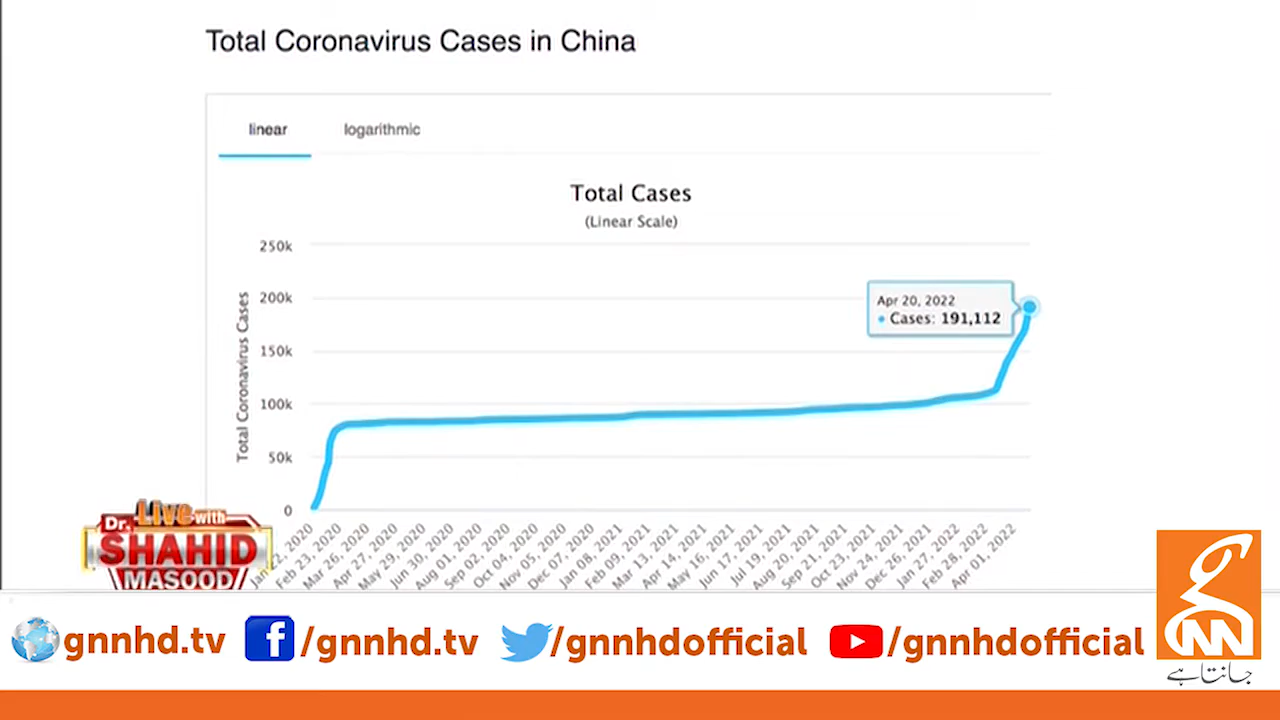 Total Coronavirus Cases in China
linear
logarithmic
Total Cases
(Linear Scale)
Total Coronavirus Cases
250k
200k
150k
100k
50k
0
Apr 20, 2022
Cases: 191,112
Jan 22, 2020
Feb 23, 2020
Mar 26, 2020
Apr 27, 2020
May 29, 2020
Jun 30, 2020
Aug 01, 2020
Sep 02, 2020
Oct 04, 2020
Nov 05, 2020
Dec 07, 2020
Jan 08, 2021
Feb 09, 2021
Mar 13, 2021
Apr 14, 2021
May 16, 2021
Jun 17, 2021
Jul 19, 2021
Aug 20, 2021
Sep 21, 2021
Oct 23, 2021
Nov 24, 2021
Dec 26, 2021
Jan 27, 2022
Feb 28, 2022
Apr 01, 2022
Live with
Dr.
SHAHID
MASOOD
gnnhd.tv
/gnnhd.tv
/gnnhdofficial
/gnnhdofficial
GNN
جانتا ہے